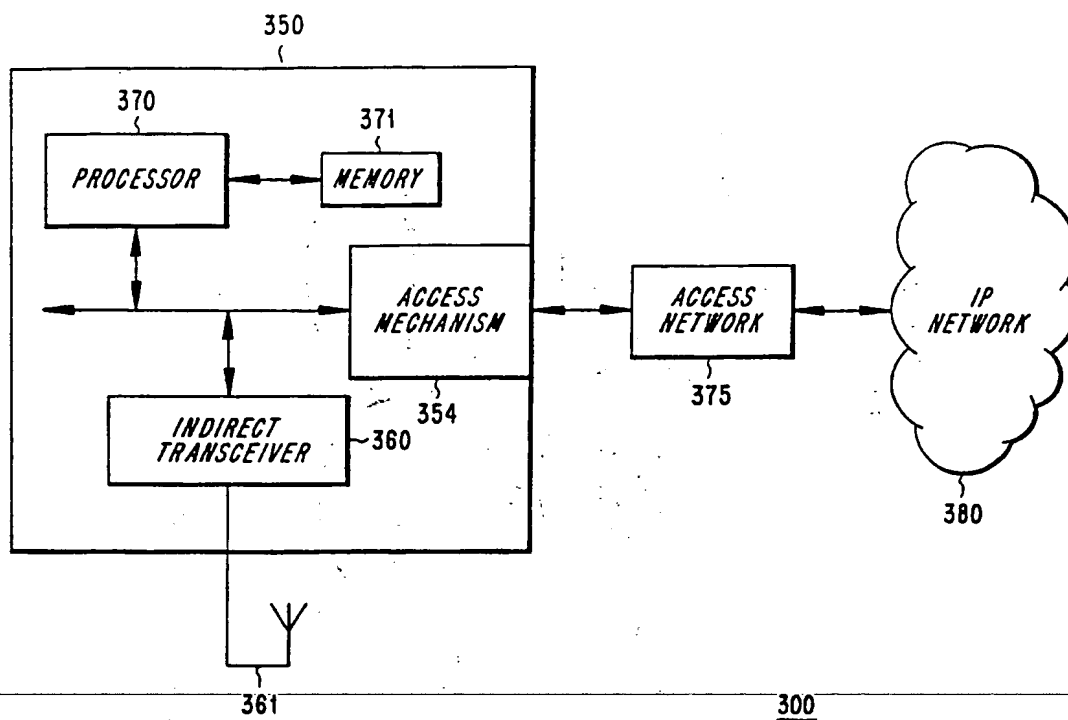 350
370
371
PROCESSOR
MEMORY
ACCESS
MECHANISM
354
ACCESS
NETWORK
375
IP
NETWORK
380
INDIRECT
TRANSCEIVER
360
361
300